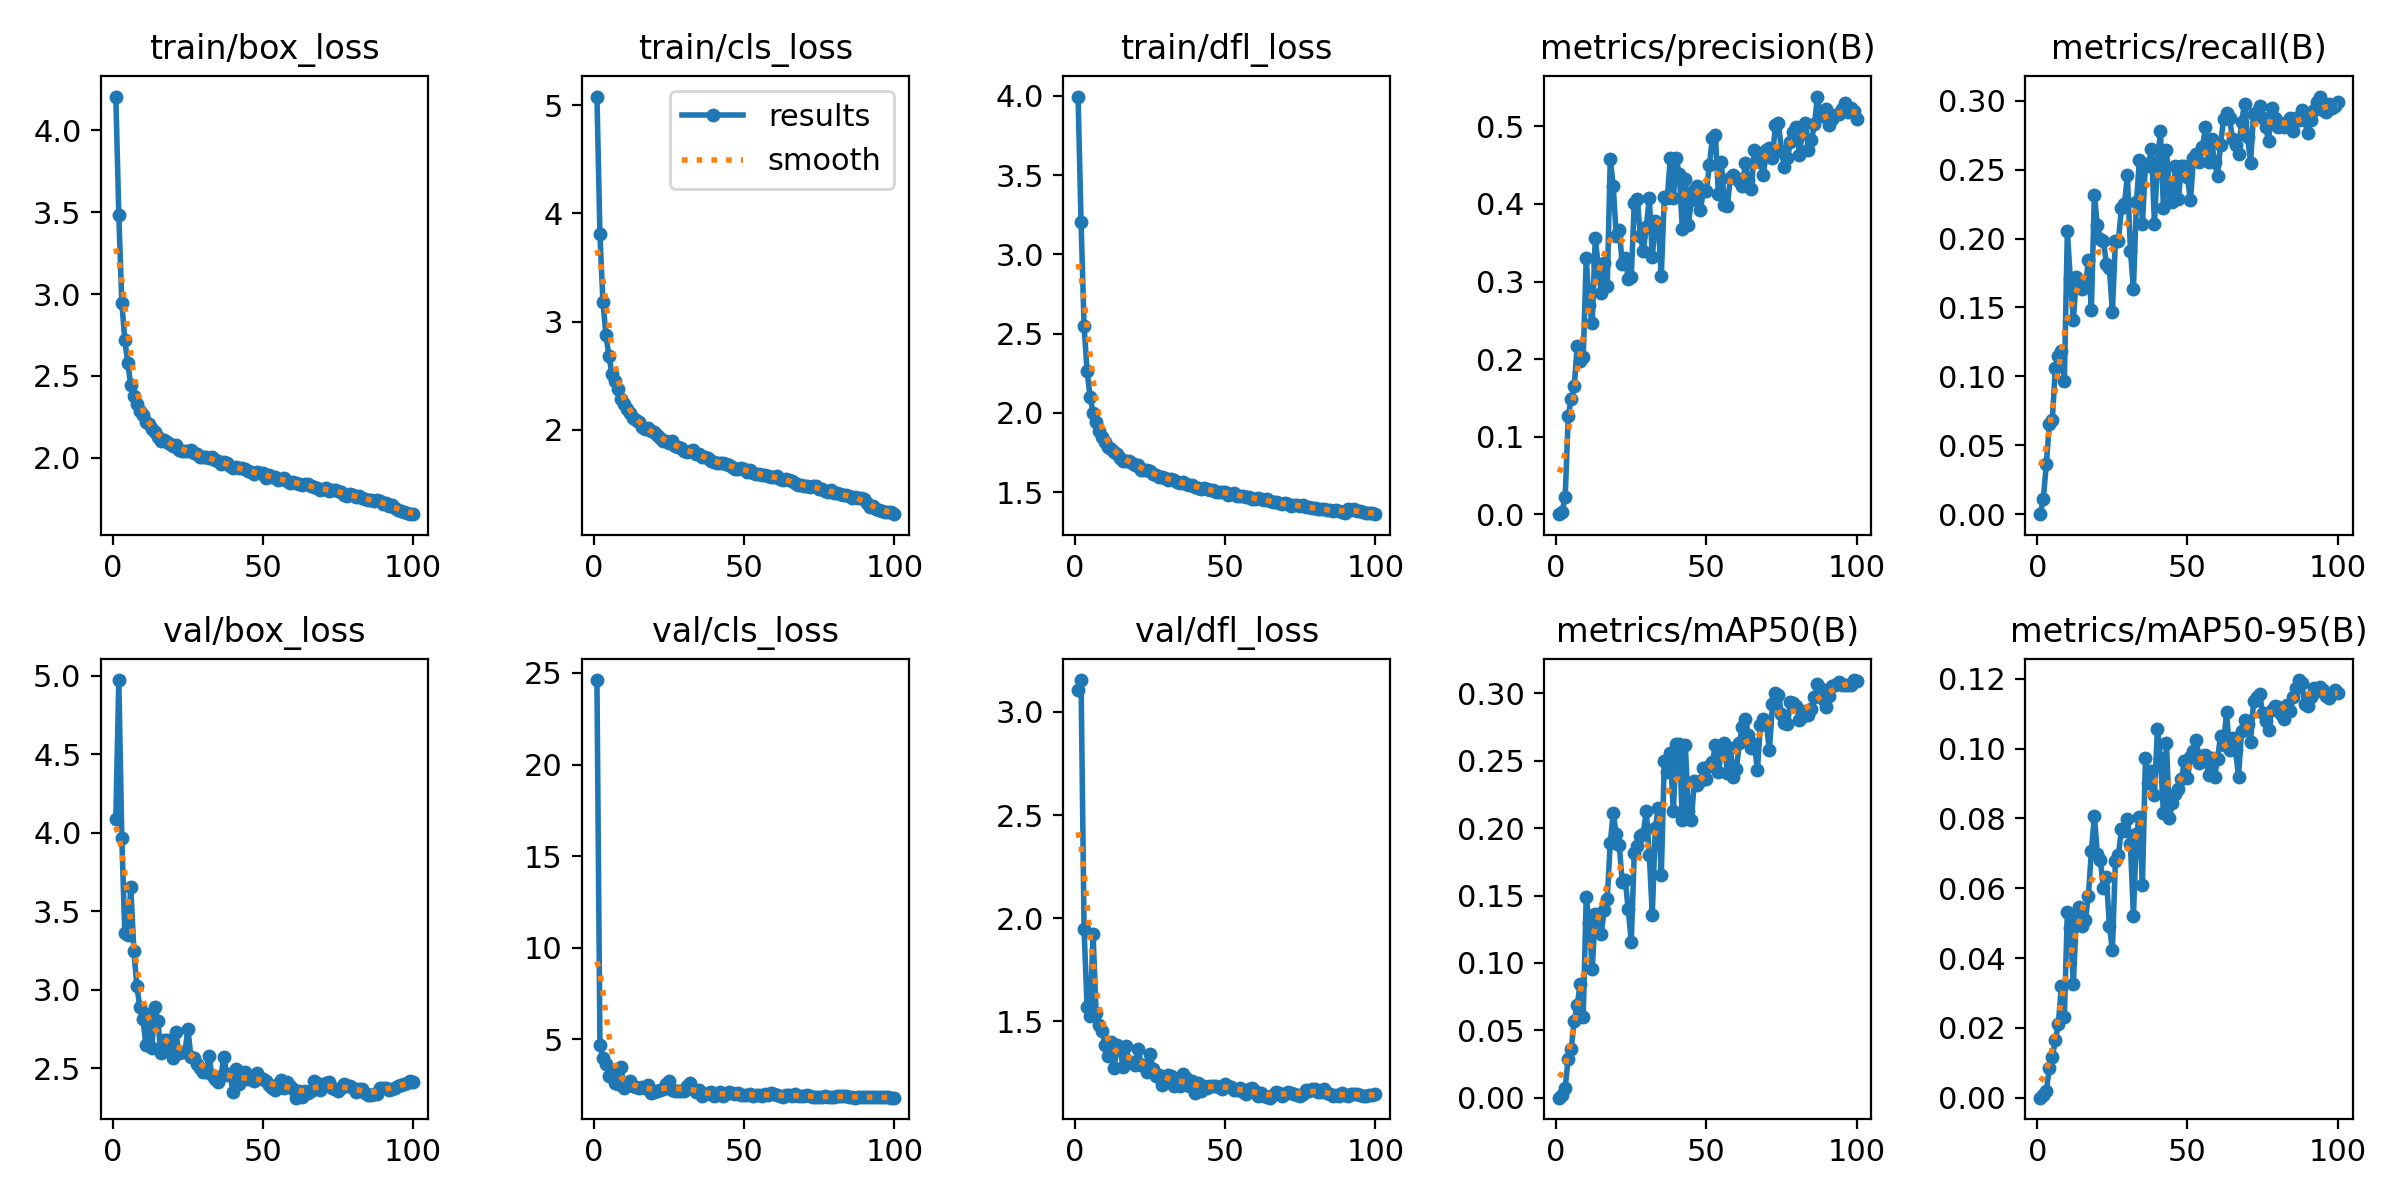 train/box_loss
4.0
3.5
3.0
2.5
2.0
0 50 100
train/cls_loss
results
smooth
5
4
3
2
0 50 100
train/dfl_loss
4.0
3.5
3.0
2.5
2.0
1.5
0 50 100
metrics/precision(B)
0.5
0.4
0.3
0.2
0.1
0.0
0 50 100
metrics/recall(B)
0.30
0.25
0.20
0.15
0.10
0.05
0.00
0 50 100
val/box_loss
5.0
4.5
4.0
3.5
3.0
2.5
0 50 100
val/cls_loss
25
20
15
10
5
0 50 100
val/dfl_loss
3.0
2.5
2.0
1.5
0 50 100
metrics/mAP50(B)
0.30
0.25
0.20
0.15
0.10
0.05
0.00
0 50 100
metrics/mAP50-95(B)
0.12
0.10
0.08
0.06
0.04
0.02
0.00
0 50 100